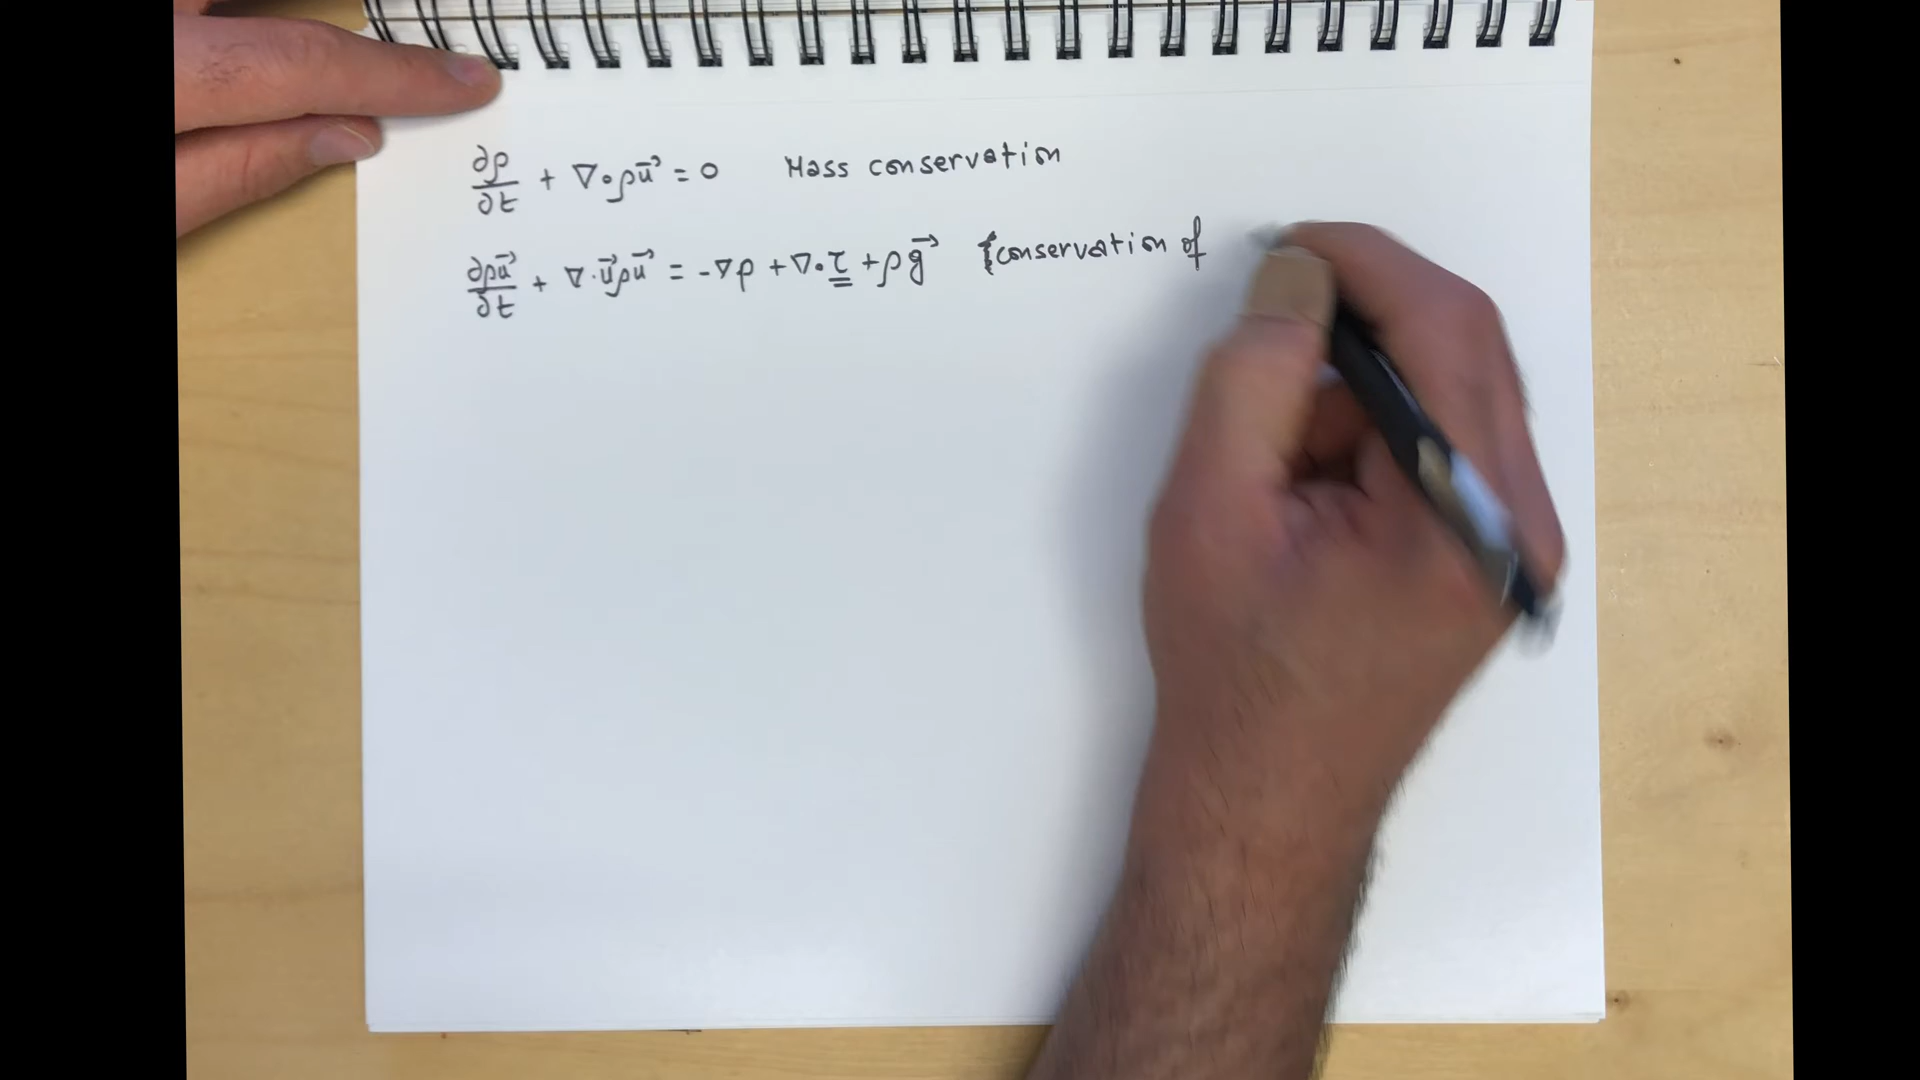 ∂ρ/∂t + ∇·ρu⃗ = 0 Mass conservation
∂ρu⃗/∂t + ∇·u⃗ρu⃗ = -∇p + ∇·τ̳ + ρg⃗ conservation of